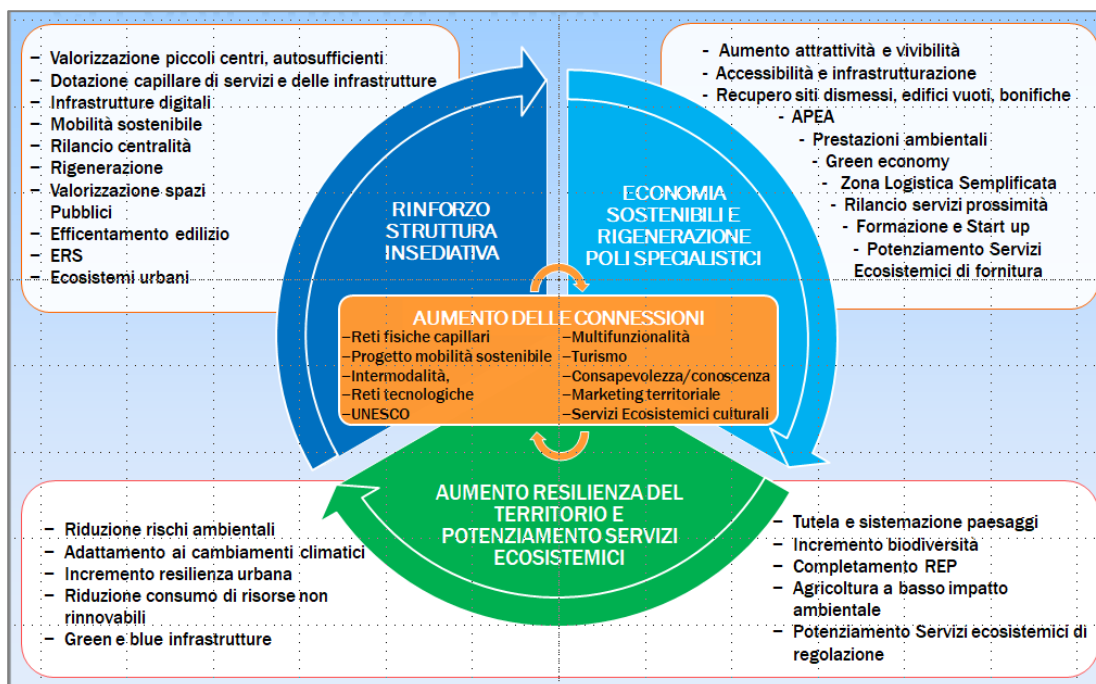 – Valorizzazione piccoli centri, autosufficienti
– Dotazione capillare di servizi e delle infrastrutture
– Infrastrutture digitali
– Mobilità sostenibile
– Rilancio centralità
– Rigenerazione
– Valorizzazione spazi
Pubblici
– Efficentamento edilizio
– ERS
– Ecosistemi urbani
- Aumento attrattività e vivibilità
- Accessibilità e infrastrutturazione
- Recupero siti dismessi, edifici vuoti, bonifiche
- APEA
- Prestazioni ambientali
- Green economy
- Zona Logistica Semplificata
- Rilancio servizi prossimità
- Formazione e Start up
- Potenziamento Servizi
Ecosistemici di fornitura
RINFORZO
STRUTTURA
INSEDIATIVA
ECONOMIA
SOSTENIBILI E
RIGENERAZIONE
POLI SPECIALISTICI
AUMENTO DELLE CONNESSIONI
–Reti fisiche capillari
–Progetto mobilità sostenibile
–Intermodalità,
–Reti tecnologiche
–UNESCO
–Multifunzionalità
–Turismo
–Consapevolezza/conoscenza
–Marketing territoriale
–Servizi Ecosistemici culturali
AUMENTO RESILIENZA DEL
TERRITORIO E
POTENZIAMENTO SERVIZI
ECOSISTEMICI
– Riduzione rischi ambientali
– Adattamento ai cambiamenti climatici
– Incremento resilienza urbana
– Riduzione consumo di risorse non
rinnovabili
– Green e blue infrastrutture
– Tutela e sistemazione paesaggi
– Incremento biodiversità
– Completamento REP
– Agricoltura a basso impatto
ambientale
– Potenziamento Servizi ecosistemici di
regolazione